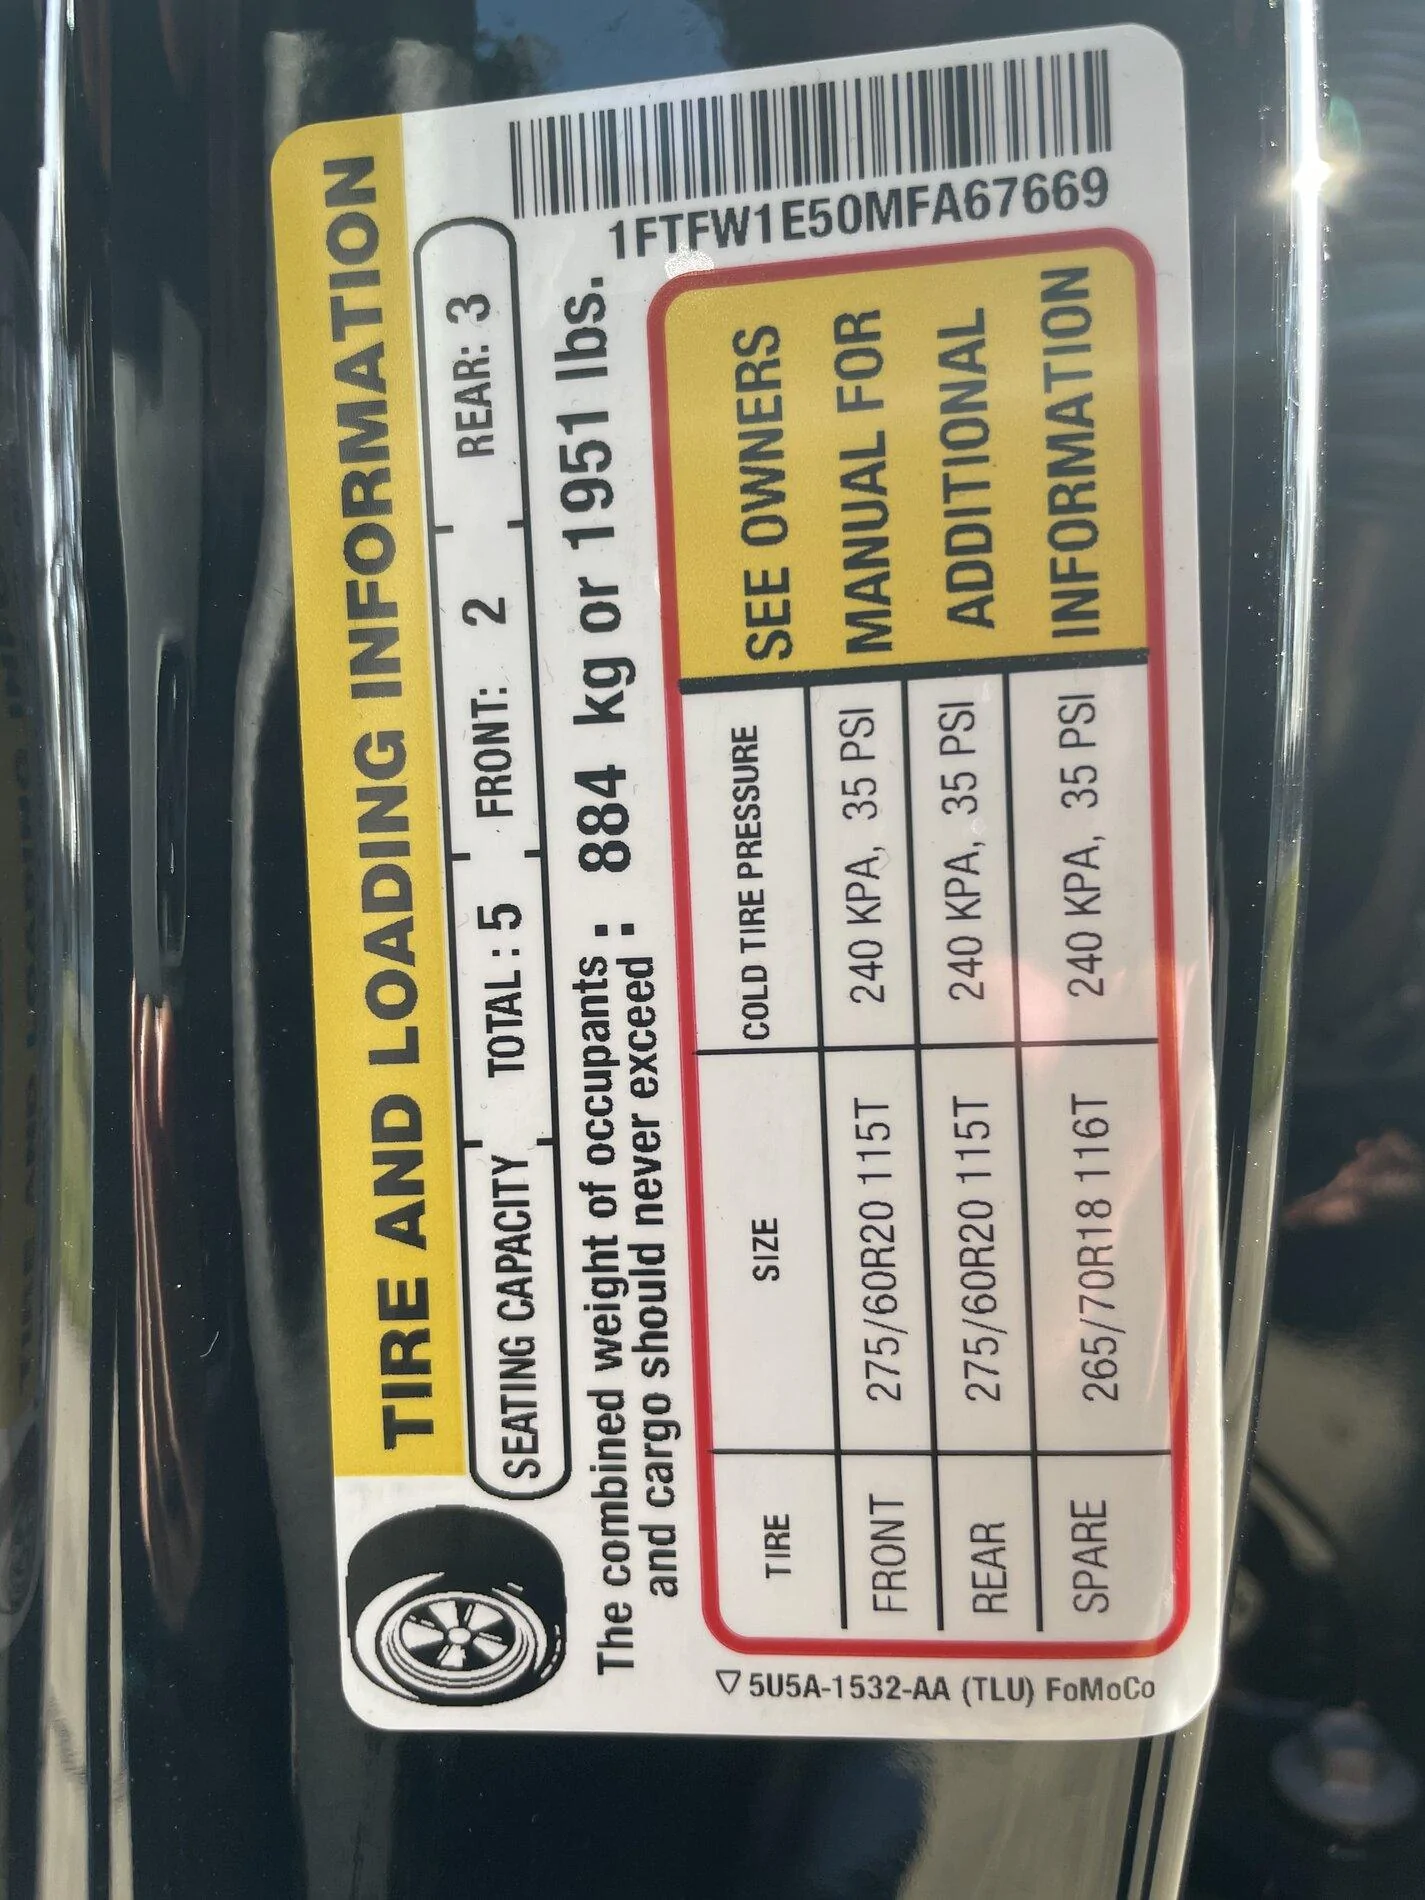 TIRE AND LOADING INFORMATION
SEATING CAPACITY TOTAL : 5 FRONT: 2 REAR: 3
The combined weight of occupants : 884 kg or 1951 lbs.
and cargo should never exceed :
TIRE SIZE COLD TIRE PRESSURE
FRONT 275/60R20 115T 240 KPA, 35 PSI
REAR 275/60R20 115T 240 KPA, 35 PSI
SPARE 265/70R18 116T 240 KPA, 35 PSI
SEE OWNERS
MANUAL FOR
ADDITIONAL
INFORMATION
1FTFW1E50MFA67669
5U5A-1532-AA (TLU) FoMoCo